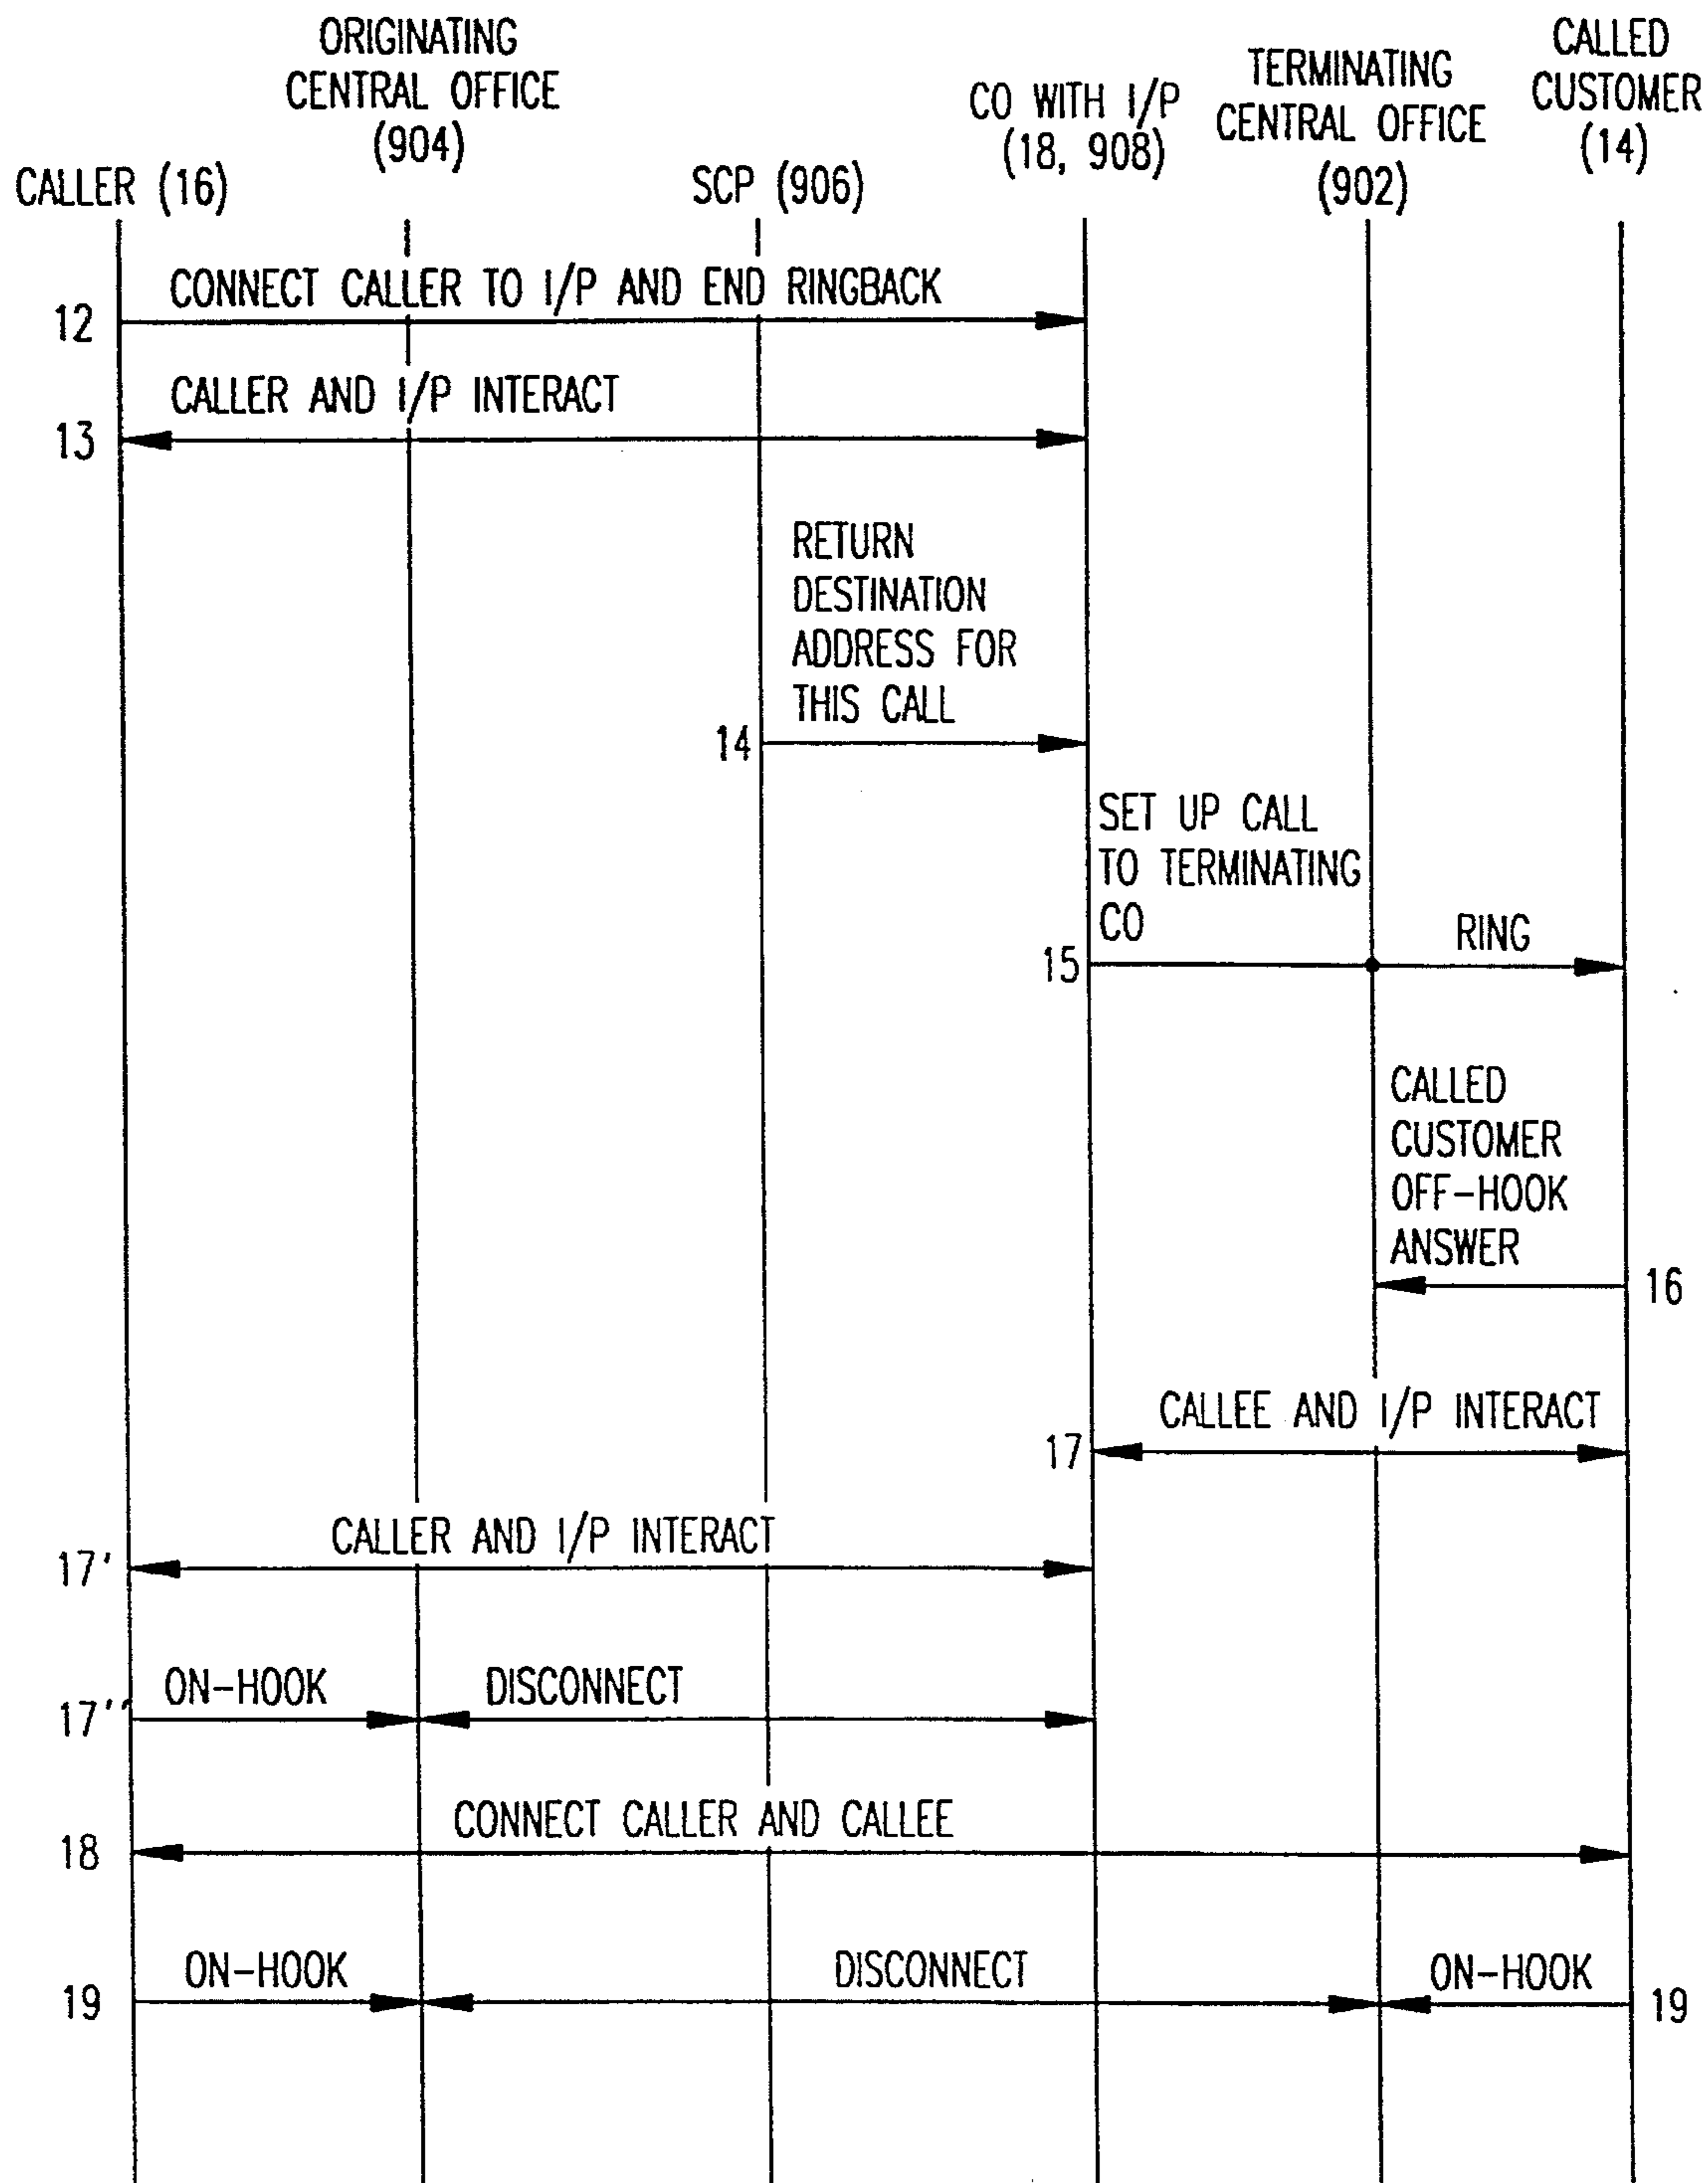 ORIGINATING
CENTRAL OFFICE
(904)
CALLER (16)
SCP (906)
CO WITH I/P
(18, 908)
TERMINATING
CENTRAL OFFICE
(902)
CALLED
CUSTOMER
(14)
CONNECT CALLER TO I/P AND END RINGBACK
12
CALLER AND I/P INTERACT
13
RETURN
DESTINATION
ADDRESS FOR
THIS CALL
14
SET UP CALL
TO TERMINATING
CO
RING
15
CALLED
CUSTOMER
OFF-HOOK
ANSWER
16
CALLEE AND I/P INTERACT
17
CALLER AND I/P INTERACT
17'
ON-HOOK DISCONNECT
17''
CONNECT CALLER AND CALLEE
18
ON-HOOK DISCONNECT ON-HOOK
19 19